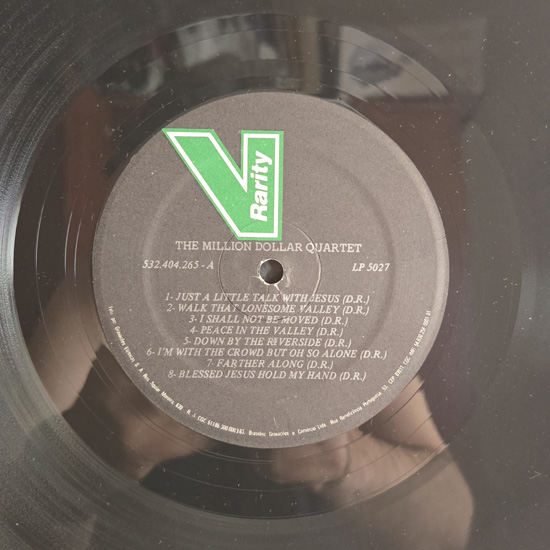 V
Rarity
THE MILLION DOLLAR QUARTET
532.404.265 - A LP 5027
1- JUST A LITTLE TALK WITH JESUS (D.R.)
2- WALK THAT LONESOME VALLEY (D.R.)
3- I SHALL NOT BE MOVED (D.R.)
4- PEACE IN THE VALLEY (D.R.)
5- DOWN BY THE RIVERSIDE (D.R.)
6- I'M WITH THE CROWD BUT OH SO ALONE (D.R.)
7- FARTHER ALONG (D.R.)
8- BLESSED JESUS HOLD MY HAND (D.R.)